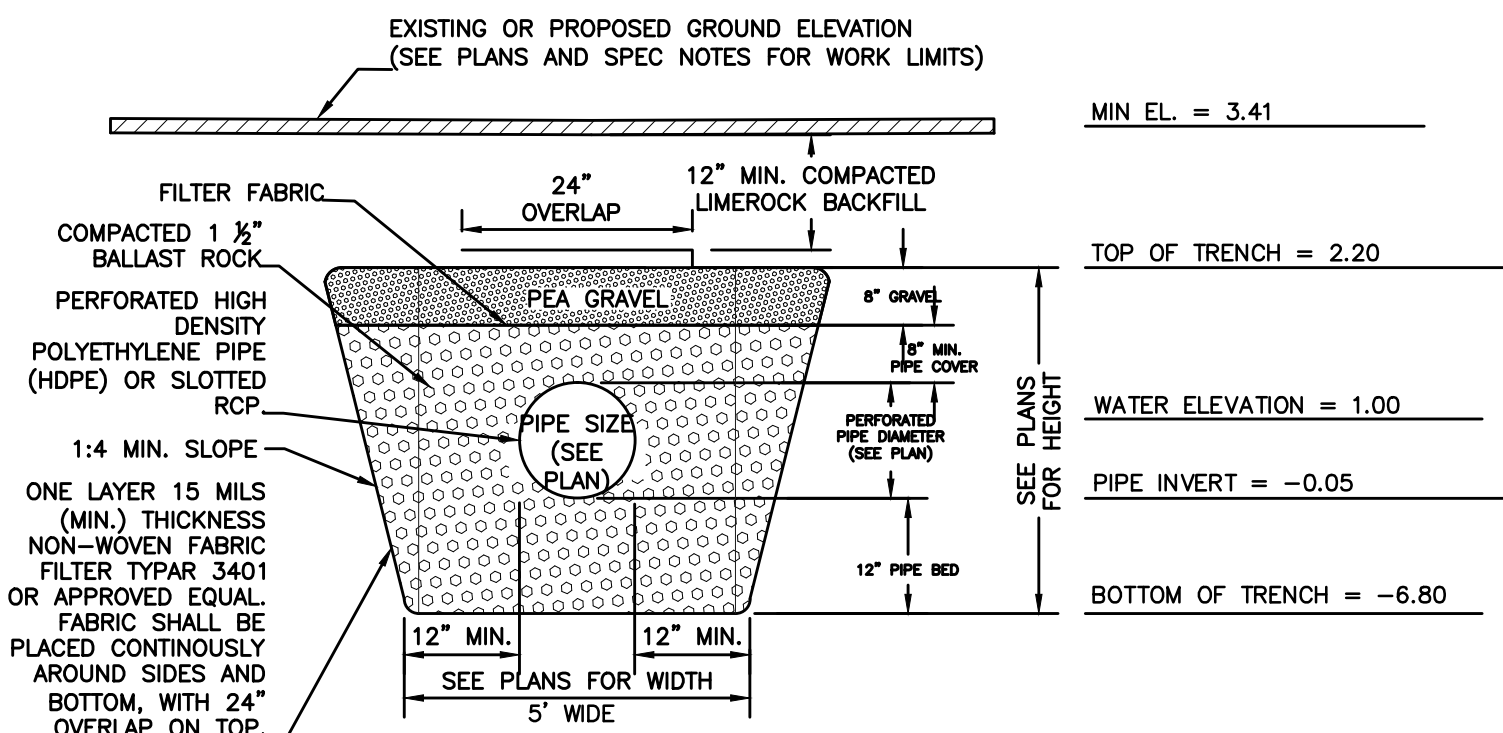 EXISTING OR PROPOSED GROUND ELEVATION
(SEE PLANS AND SPEC NOTES FOR WORK LIMITS)
MIN EL. = 3.41
FILTER FABRIC
24"
OVERLAP
12" MIN. COMPACTED
LIMEROCK BACKFILL
COMPACTED 1 ½"
BALLAST ROCK
TOP OF TRENCH = 2.20
PERFORATED HIGH
DENSITY
POLYETHYLENE PIPE
(HDPE) OR SLOTTED
RCP.
PEA GRAVEL
8" GRAVEL
8" MIN.
PIPE COVER
PIPE SIZE
(SEE
PLAN)
PERFORATED
PIPE DIAMETER
(SEE PLAN)
SEE PLANS
FOR HEIGHT
WATER ELEVATION = 1.00
1:4 MIN. SLOPE
PIPE INVERT = -0.05
ONE LAYER 15 MILS
(MIN.) THICKNESS
NON-WOVEN FABRIC
FILTER TYPAR 3401
OR APPROVED EQUAL.
FABRIC SHALL BE
PLACED CONTINOUSLY
AROUND SIDES AND
BOTTOM, WITH 24"
OVERLAP ON TOP.
12" PIPE BED
BOTTOM OF TRENCH = -6.80
12" MIN.
12" MIN.
SEE PLANS FOR WIDTH
5' WIDE